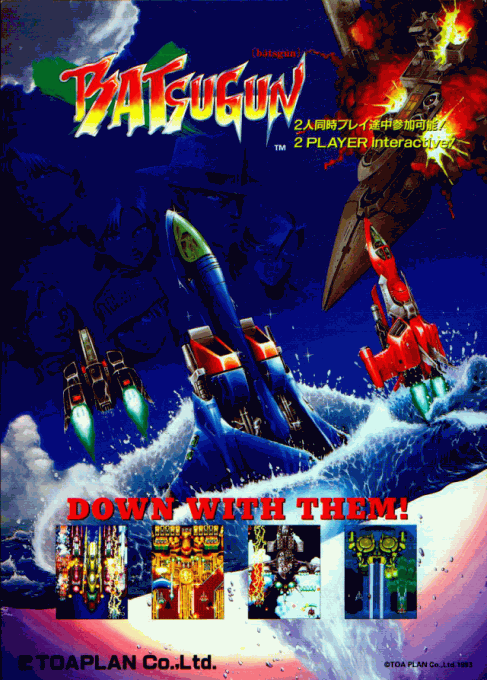 [batsugun]
BATSUGUN
TM
2人同時プレイ途中参加可能!
2 PLAYER interactive!
DOWN WITH THEM!
TOAPLAN Co.,Ltd.
©TOA PLAN Co.,Ltd.1993